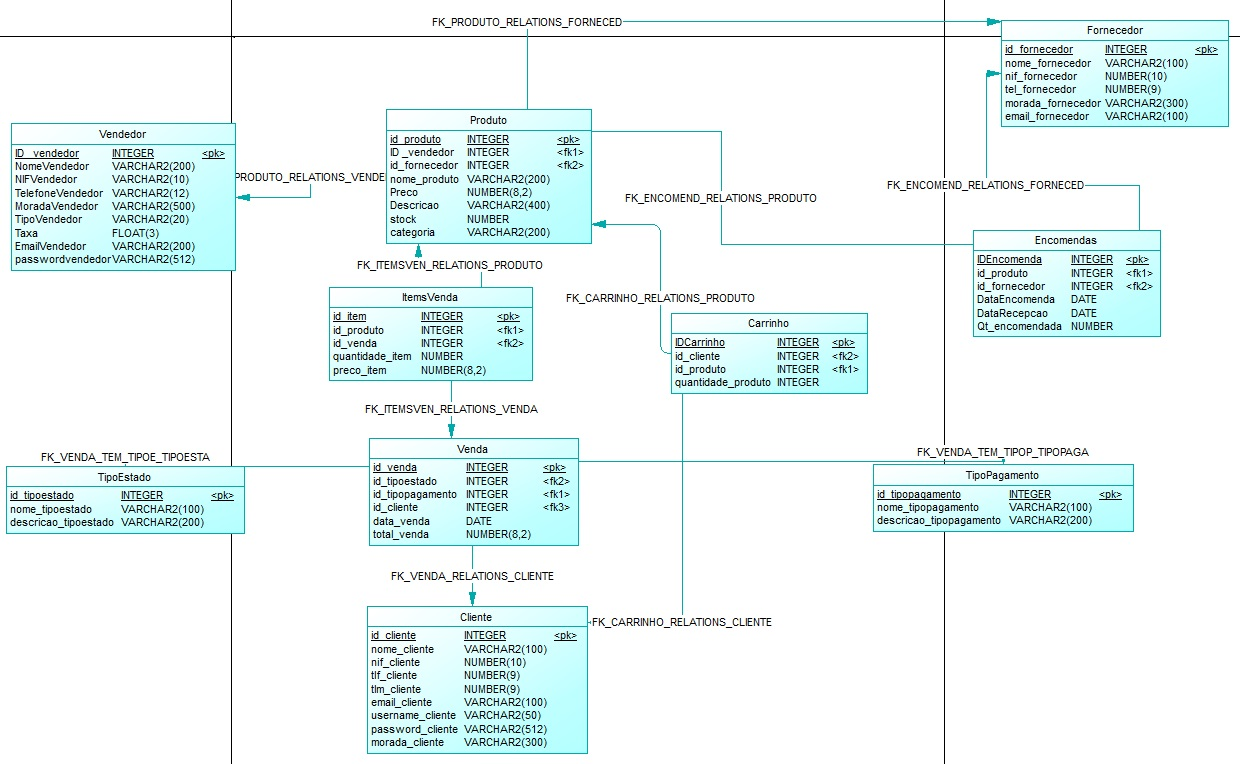 FK_PRODUTO_RELATIONS_FORNECED
Fornecedor
id_fornecedor INTEGER <pk>
nome_fornecedor VARCHAR2(100)
nif_fornecedor NUMBER(10)
tel_fornecedor NUMBER(9)
morada_fornecedor VARCHAR2(300)
email_fornecedor VARCHAR2(100)
Vendedor
ID_vendedor INTEGER <pk>
NomeVendedor VARCHAR2(200)
NIFVendedor VARCHAR2(10)
TelefoneVendedor VARCHAR2(12)
MoradaVendedor VARCHAR2(500)
TipoVendedor VARCHAR2(20)
Taxa FLOAT(3)
EmailVendedor VARCHAR2(200)
passwordvendedor VARCHAR2(512)
PRODUTO_RELATIONS_VENDE
Produto
id_produto INTEGER <pk>
ID_vendedor INTEGER <fk1>
id_fornecedor INTEGER <fk2>
nome_produto VARCHAR2(200)
Preco NUMBER(8,2)
Descricao VARCHAR2(400)
stock NUMBER
categoria VARCHAR2(200)
FK_ENCOMEND_RELATIONS_PRODUTO
FK_ENCOMEND_RELATIONS_FORNECED
Encomendas
IDEncomenda INTEGER <pk>
id_produto INTEGER <fk1>
id_fornecedor INTEGER <fk2>
DataEncomenda DATE
DataRecepcao DATE
Qt_encomendada NUMBER
FK_ITEMSVEN_RELATIONS_PRODUTO
ItemsVenda
id_item INTEGER <pk>
id_produto INTEGER <fk1>
id_venda INTEGER <fk2>
quantidade_item NUMBER
preco_item NUMBER(8,2)
FK_CARRINHO_RELATIONS_PRODUTO
Carrinho
IDCarrinho INTEGER <pk>
id_cliente INTEGER <fk2>
id_produto INTEGER <fk1>
quantidade_produto INTEGER
FK_ITEMSVEN_RELATIONS_VENDA
FK_VENDA_TEM_TIPOE_TIPOESTA
TipoEstado
id_tipoestado INTEGER <pk>
nome_tipoestado VARCHAR2(100)
descricao_tipoestado VARCHAR2(200)
Venda
id_venda INTEGER <pk>
id_tipoestado INTEGER <fk2>
id_tipopagamento INTEGER <fk1>
id_cliente INTEGER <fk3>
data_venda DATE
total_venda NUMBER(8,2)
FK_VENDA_TEM_TIPOP_TIPOPAGA
TipoPagamento
id_tipopagamento INTEGER <pk>
nome_tipopagamento VARCHAR2(100)
descricao_tipopagamento VARCHAR2(200)
FK_VENDA_RELATIONS_CLIENTE
Cliente
id_cliente INTEGER <pk>
nome_cliente VARCHAR2(100)
nif_cliente NUMBER(10)
tlf_cliente NUMBER(9)
tlm_cliente NUMBER(9)
email_cliente VARCHAR2(100)
username_cliente VARCHAR2(50)
password_cliente VARCHAR2(512)
morada_cliente VARCHAR2(300)
FK_CARRINHO_RELATIONS_CLIENTE